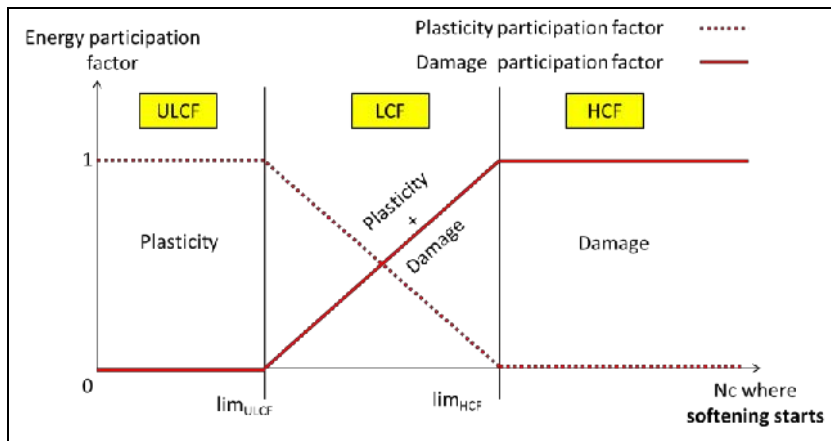 Energy participation
factor
Plasticity participation factor
Damage participation factor
ULCF
LCF
HCF
1
Plasticity
Plasticity
+
Damage
Damage
0
lim_ULCF
lim_HCF
Nc where
softening starts